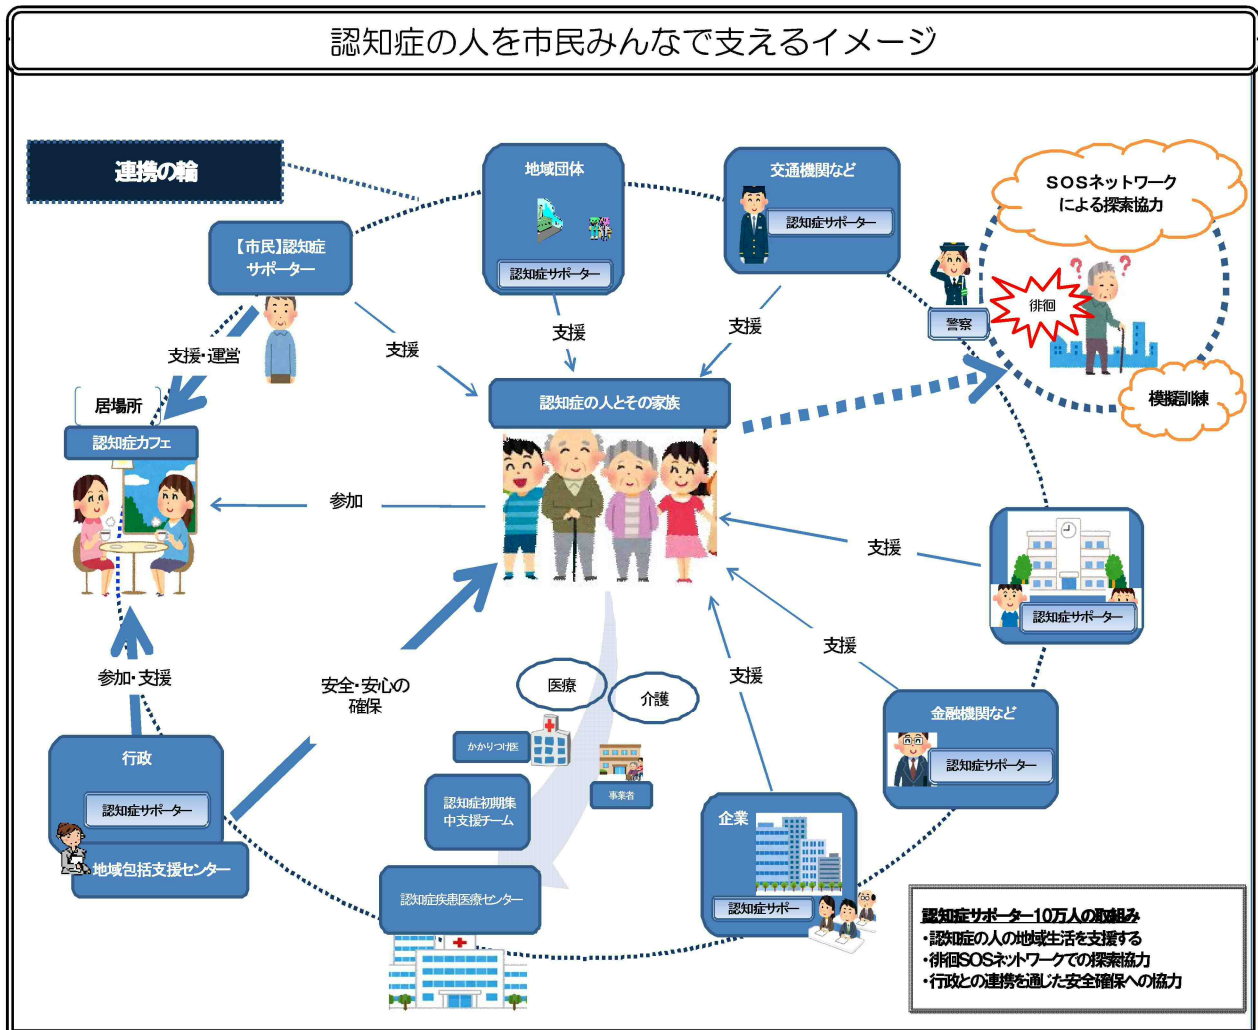 認知症の人を市民みんなで支えるイメージ
連携の輪
地域団体
認知症サポーター
交通機関など
認知症サポーター
SOSネットワーク
による探索協力
【市民】認知症
サポーター
警察
徘徊
模擬訓練
支援・運営
支援
支援
支援
居場所
認知症カフェ
認知症の人とその家族
参加
支援
認知症サポーター
参加・支援
安全・安心の
確保
医療
介護
支援
支援
かかりつけ医
事業者
認知症初期集
中支援チーム
金融機関など
認知症サポーター
行政
認知症サポーター
地域包括支援センター
企業
認知症サポー
認知症疾患医療センター
認知症サポーター10万人の取組み
・認知症の人の地域生活を支援する
・徘徊SOSネットワークでの探索協力
・行政との連携を通じた安全確保への協力